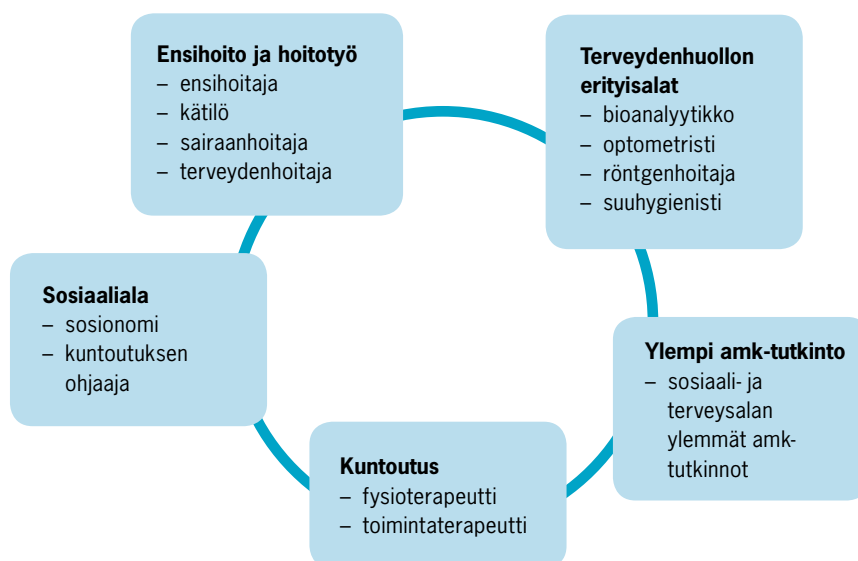 Ensihoito ja hoitotyö
– ensihoitaja
– kätilö
– sairaanhoitaja
– terveydenhoitaja
Terveydenhuollon
erityisalat
– bioanalyytikko
– optometristi
– röntgenhoitaja
– suuhygienisti
Sosiaaliala
– sosionomi
– kuntoutuksen
ohjaaja
Ylempi amk-tutkinto
– sosiaali- ja
terveysalan
ylemmät amk-
tutkinnot
Kuntoutus
– fysioterapeutti
– toimintaterapeutti